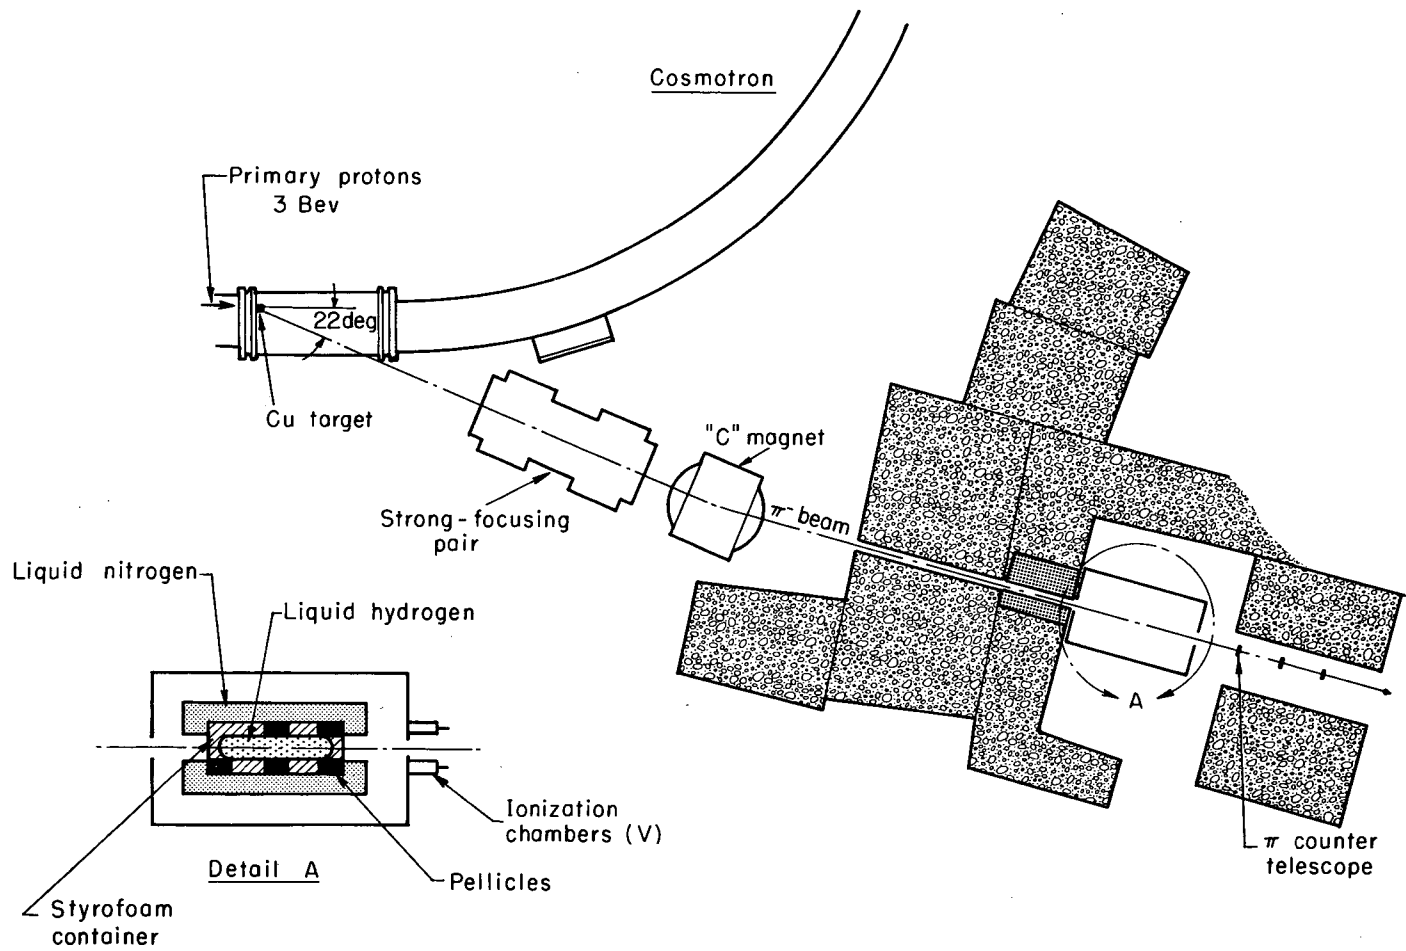 Cosmotron
Primary protons
3 Bev
22deg
Cu target
"C" magnet
π⁻ beam
Strong-focusing
pair
Liquid nitrogen
Liquid hydrogen
A
Ionization
chambers (V)
π counter
telescope
Detail A
Pellicles
Styrofoam
container